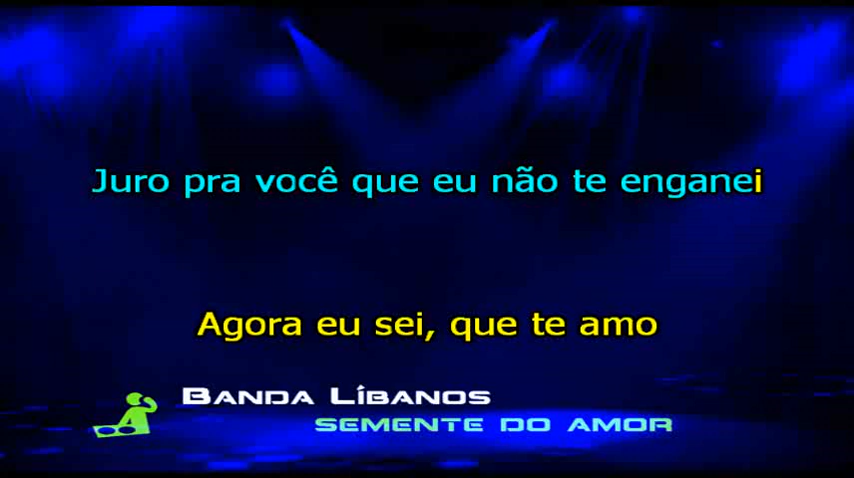 Juro pra você que eu não te enganei
Agora eu sei, que te amo
Banda Líbanos
semente do amor